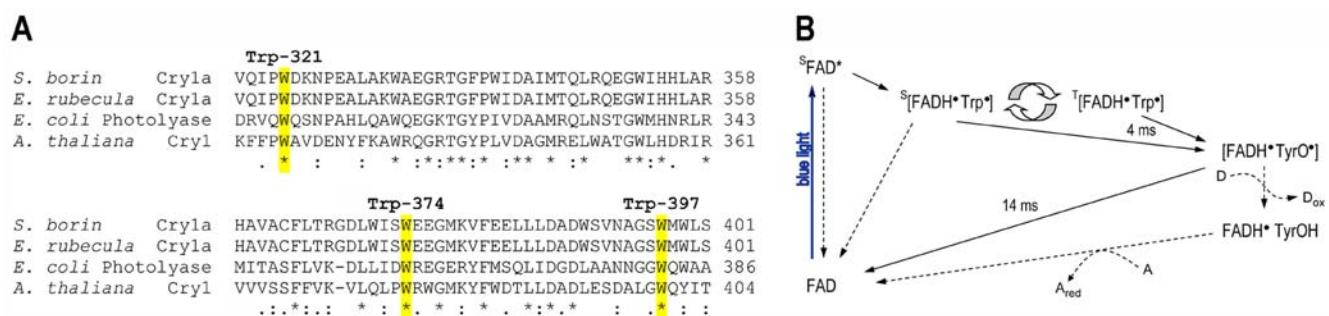 A
Trp-321
S. borin Cry1a VQIPWDKNPEALAKWAEGRTGFPWIDAIMTQLRQEGWIHHLAR 358
E. rubecula Cry1a VQIPWDKNPEALAKWAEGRTGFPWIDAIMTQLRQEGWIHHLAR 358
E. coli Photolyase DRVQWQSNPAHLQAWQEGKTGYPIVDAAMRQLNSTGWMHNRLR 343
A. thaliana Cry1 KFFPWAVDENYFKAWRQGRTGYPLVDAGMRELWATGWLHDRIR 361
. * : : * *:**:* :** * :* **:* : *
Trp-374 Trp-397
S. borin Cry1a HAVACFLTRGDLWISWEEGMKVFEELLLDADWSVNAGSWMWLS 401
E. rubecula Cry1a HAVACFLTRGDLWISWEEGMKVFEELLLDADWSVNAGSWMWLS 401
E. coli Photolyase MITASFLVK-DLLIDWREGERYFMSQLIDGDLAANNGGWQWAA 386
A. thaliana Cry1 VVVSSFFVK-VLQLPWRWGMKYFWDTLLDADLESDALGWQYIT 404
.:.*:.: * : * * : * . *:*.* : .* : :
B
SFAD*
S[FADH•Trp•] T[FADH•Trp•]
4 ms
[FADH•TyrO•]
blue light
D
Dox
14 ms
FADH• TyrOH
FAD
Ared
A